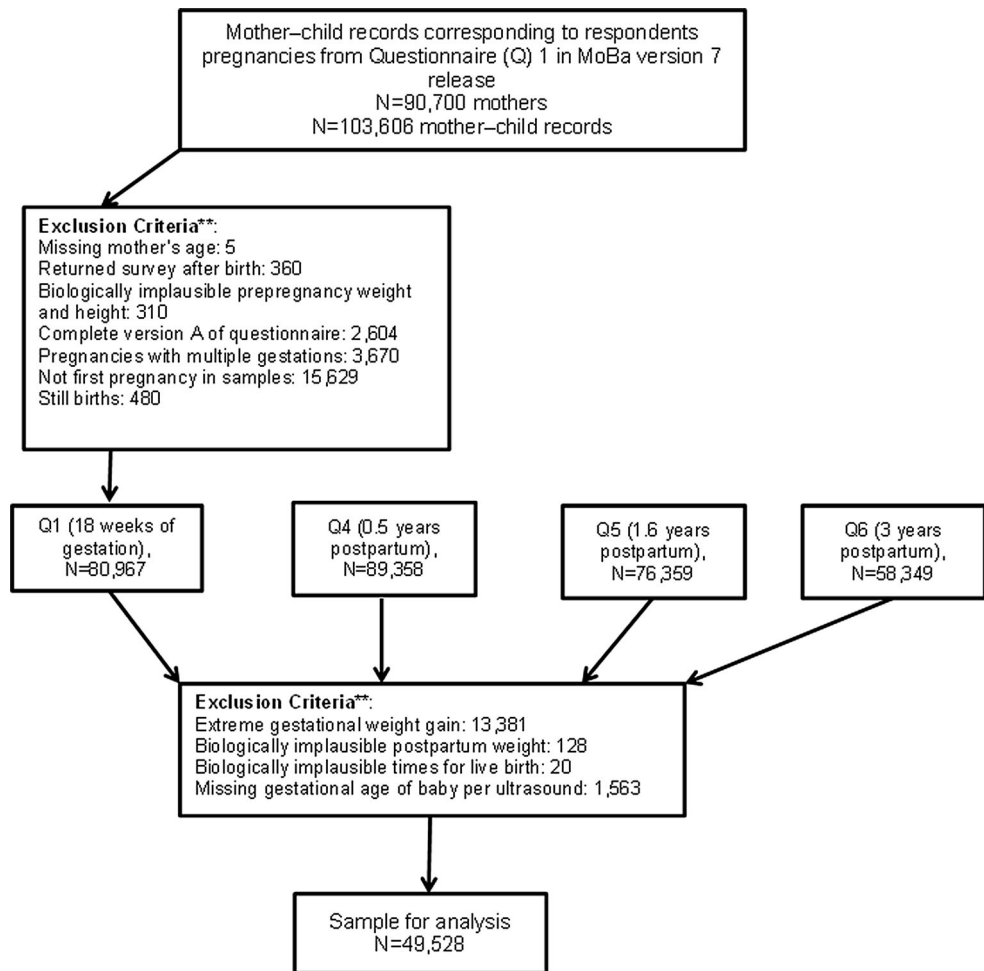 Mother–child records corresponding to respondents
pregnancies from Questionnaire (Q) 1 in MoBa version 7
release
N=90,700 mothers
N=103,606 mother–child records
Exclusion Criteria**:
Missing mother's age: 5
Returned survey after birth: 360
Biologically implausible prepregnancy weight
and height: 310
Complete version A of questionnaire: 2,604
Pregnancies with multiple gestations: 3,670
Not first pregnancy in samples: 15,629
Still births: 480
Q1 (18 weeks of
gestation),
N=80,967
Q4 (0.5 years
postpartum),
N=89,358
Q5 (1.6 years
postpartum),
N=76,359
Q6 (3 years
postpartum),
N=58,349
Exclusion Criteria**:
Extreme gestational weight gain: 13,381
Biologically implausible postpartum weight: 128
Biologically implausible times for live birth: 20
Missing gestational age of baby per ultrasound: 1,563
Sample for analysis
N=49,528